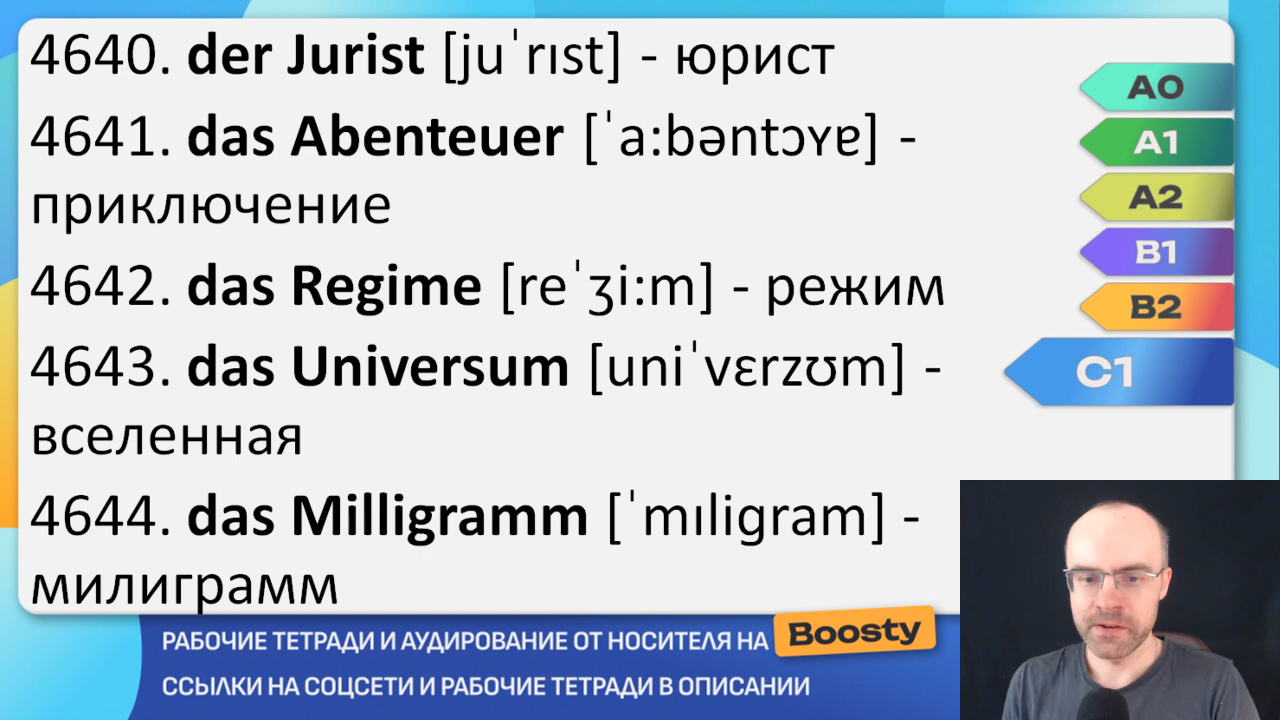 4640. der Jurist [juˈrɪst] - юрист
4641. das Abenteuer [ˈa:bəntɔʏɐ] -
приключение
4642. das Regime [reˈʒi:m] - режим
4643. das Universum [uniˈvɛrzʊm] -
вселенная
4644. das Milligramm [ˈmɪligram] -
милиграмм
A0
A1
A2
B1
B2
C1
РАБОЧИЕ ТЕТРАДИ И АУДИРОВАНИЕ ОТ НОСИТЕЛЯ НА Boosty
ССЫЛКИ НА СОЦСЕТИ И РАБОЧИЕ ТЕТРАДИ В ОПИСАНИИ